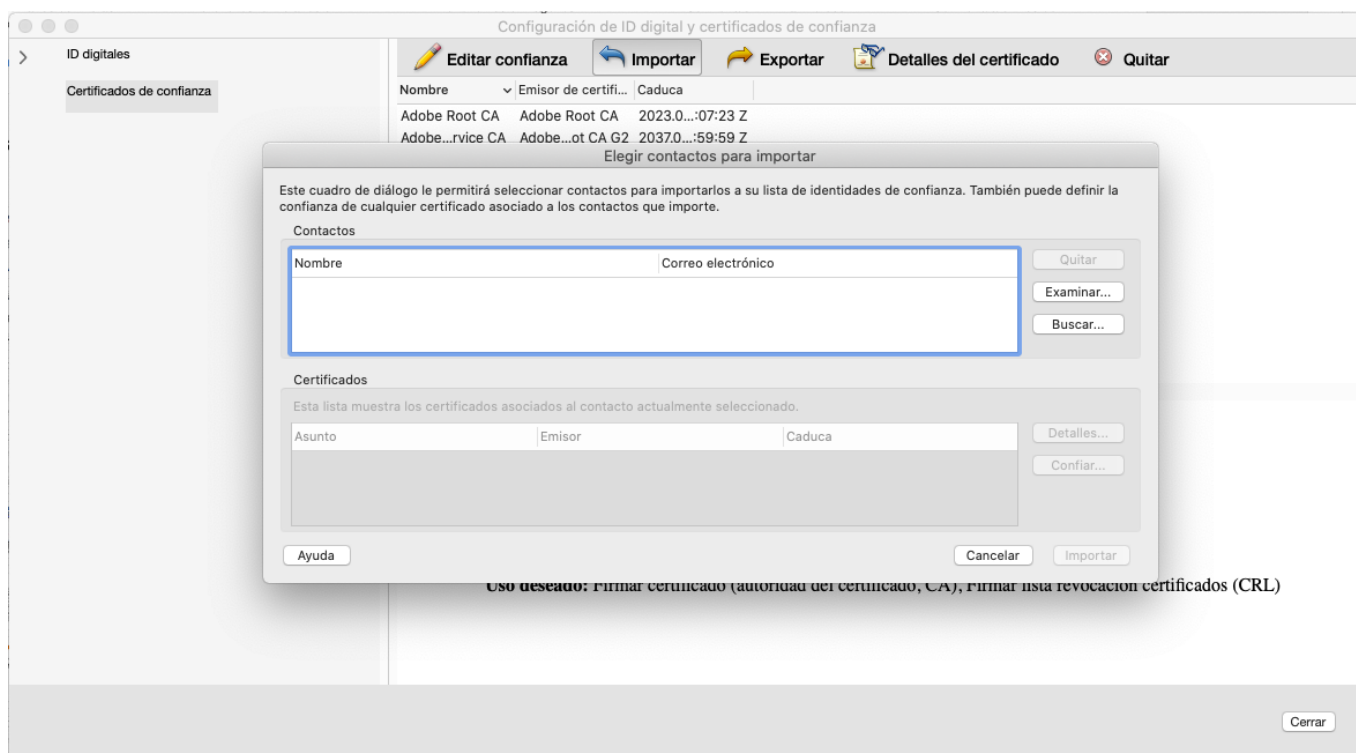 Configuración de ID digital y certificados de confianza
ID digitales
Certificados de confianza
Editar confianza Importar Exportar Detalles del certificado Quitar
Nombre Emisor de certifi... Caduca
Adobe Root CA Adobe Root CA 2023.0...:07:23 Z
Adobe...rvice CA Adobe...ot CA G2 2037.0...:59:59 Z
Elegir contactos para importar
Este cuadro de diálogo le permitirá seleccionar contactos para importarlos a su lista de identidades de confianza. También puede definir la
confianza de cualquier certificado asociado a los contactos que importe.
Contactos
Nombre Correo electrónico
Quitar
Examinar...
Buscar...
Certificados
Esta lista muestra los certificados asociados al contacto actualmente seleccionado.
Asunto Emisor Caduca
Detalles...
Confiar...
Ayuda Cancelar Importar
Uso deseado: Firmar certificado (autoridad del certificado, CA), Firmar lista revocación certificados (CRL)
Cerrar